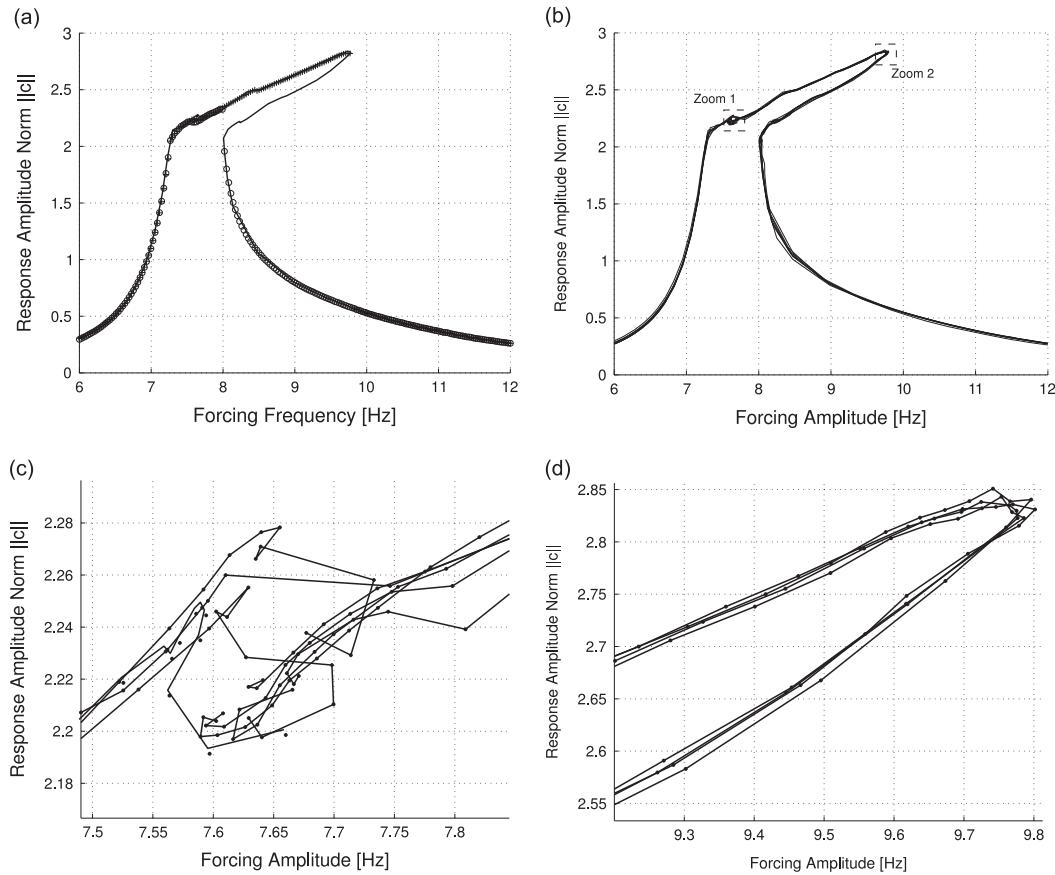 (a)
3
2.5
2
1.5
1
0.5
0
6 7 8 9 10 11 12
Response Amplitude Norm ||c||
Forcing Frequency [Hz]
(b)
3
2.5
2
1.5
1
0.5
0
6 7 8 9 10 11 12
Response Amplitude Norm ||c||
Forcing Amplitude [Hz]
Zoom 1
Zoom 2
(c)
2.28
2.26
2.24
2.22
2.2
2.18
7.5 7.55 7.6 7.65 7.7 7.75 7.8
Response Amplitude Norm ||c||
Forcing Amplitude [Hz]
(d)
2.85
2.8
2.7
2.65
2.6
2.55
9.3 9.4 9.5 9.6 9.7 9.8
Response Amplitude Norm ||c||
Forcing Amplitude [Hz]